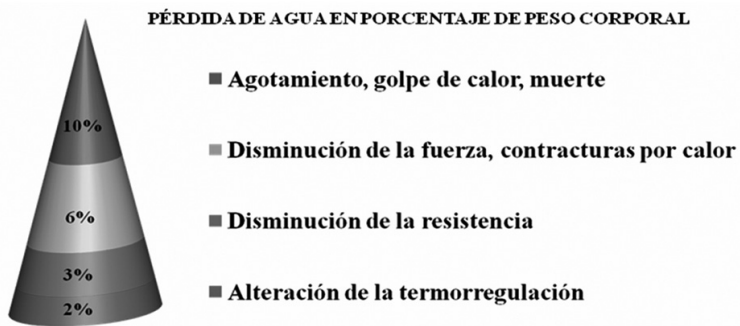 PÉRDIDA DE AGUA EN PORCENTAJE DE PESO CORPORAL
10%
Agotamiento, golpe de calor, muerte
6%
Disminución de la fuerza, contracturas por calor
3%
Disminución de la resistencia
2%
Alteración de la termorregulación